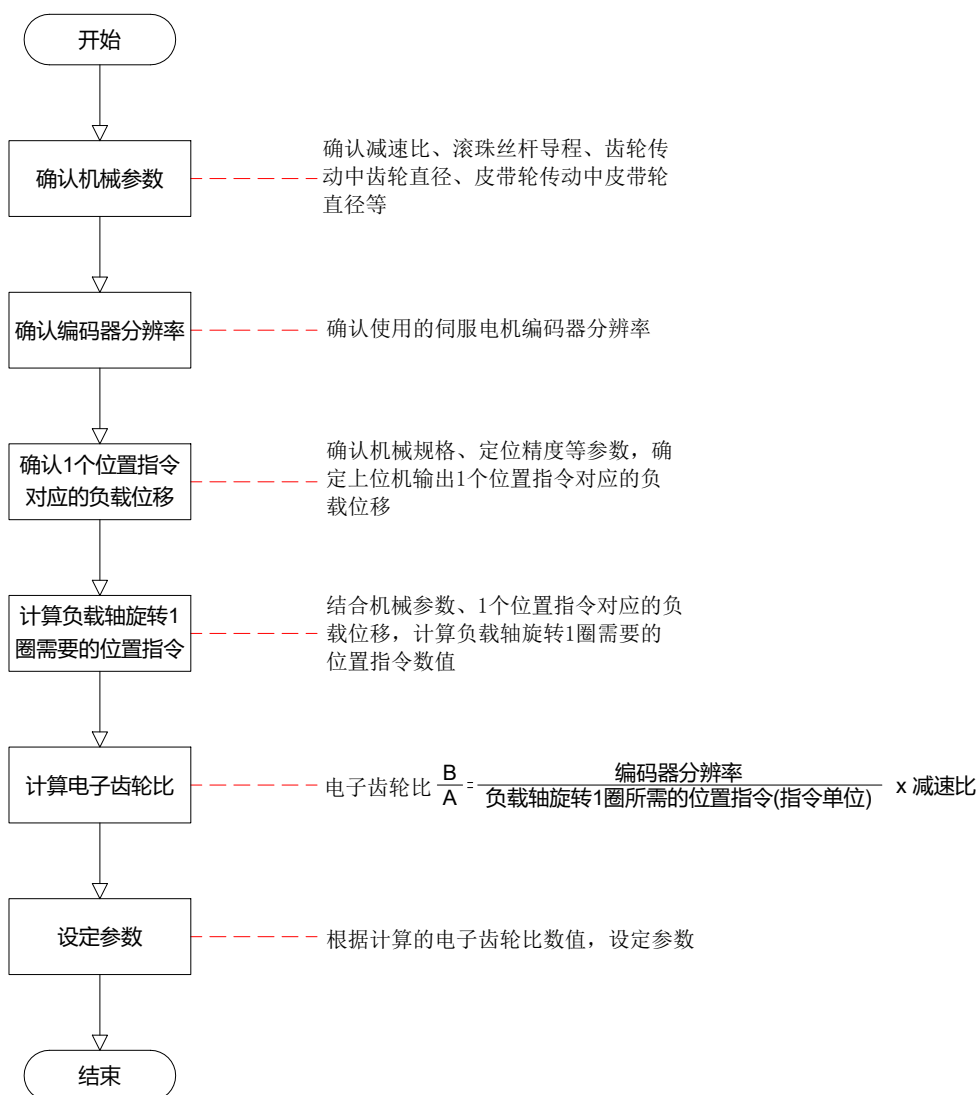 开始
确认机械参数
确认减速比、滚珠丝杆导程、齿轮传
动中齿轮直径、皮带轮传动中皮带轮
直径等
确认编码器分辨率
确认使用的伺服电机编码器分辨率
确认1个位置指令
对应的负载位移
确认机械规格、定位精度等参数，确
定上位机输出1个位置指令对应的负
载位移
计算负载轴旋转1
圈需要的位置指令
结合机械参数、1个位置指令对应的负
载位移，计算负载轴旋转1圈需要的
位置指令数值
计算电子齿轮比
电子齿轮比 B/A = 编码器分辨率/负载轴旋转1圈所需的位置指令(指令单位) x 减速比
设定参数
根据计算的电子齿轮比数值，设定参数
结束